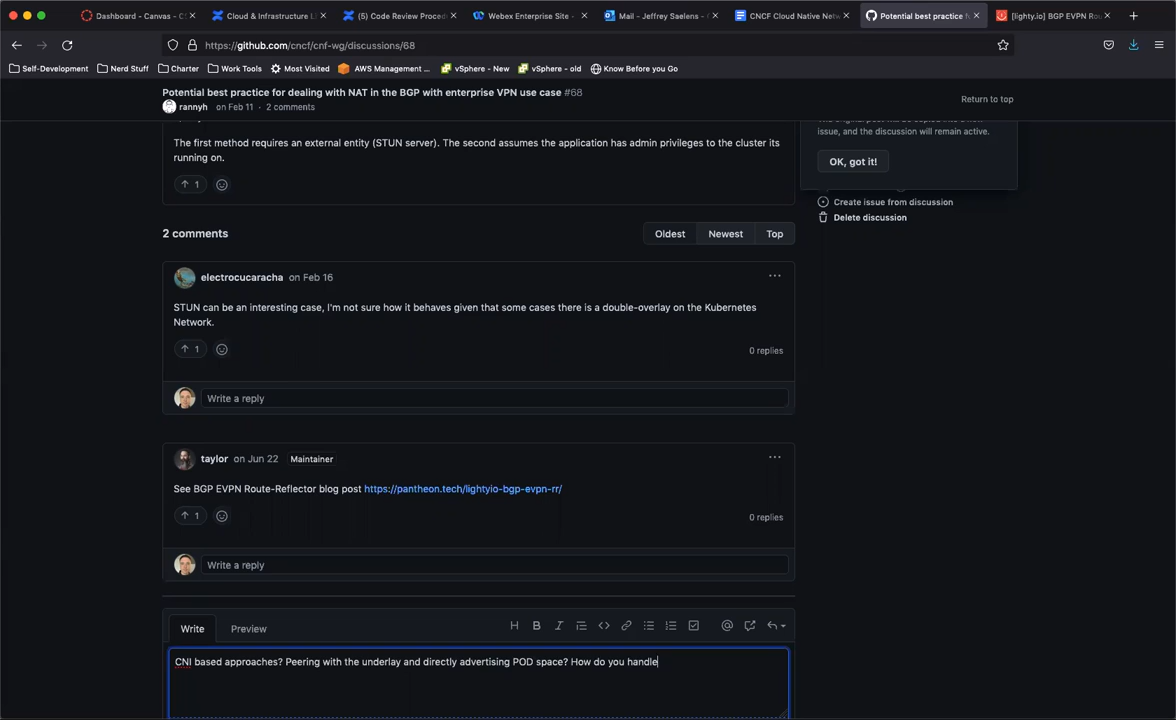 Dashboard - Canvas - CS
Cloud & Infrastructure L
(5) Code Review Proced
Webex Enterprise Site -
Mail - Jeffrey Saelens - O
CNCF Cloud Native Netw
Potential best practice f
[lighty.io] BGP EVPN Rou
https://github.com/cncf/cnf-wg/discussions/68
Self-Development
Nerd Stuff
Charter
Work Tools
Most Visited
AWS Management ...
vSphere - New
vSphere - old
Know Before you Go
Potential best practice for dealing with NAT in the BGP with enterprise VPN use case #68
rannyh on Feb 11 · 2 comments
Return to top
issue, and the discussion will remain active.
The first method requires an external entity (STUN server). The second assumes the application has admin privileges to the cluster its
running on.
OK, got it!
1
Create issue from discussion
Delete discussion
2 comments
Oldest Newest Top
electrocucaracha on Feb 16
STUN can be an interesting case, I'm not sure how it behaves given that some cases there is a double-overlay on the Kubernetes
Network.
1
0 replies
Write a reply
taylor on Jun 22 Maintainer
See BGP EVPN Route-Reflector blog post https://pantheon.tech/lightyio-bgp-evpn-rr/
1
0 replies
Write a reply
Write Preview
CNI based approaches? Peering with the underlay and directly advertising POD space? How do you handle